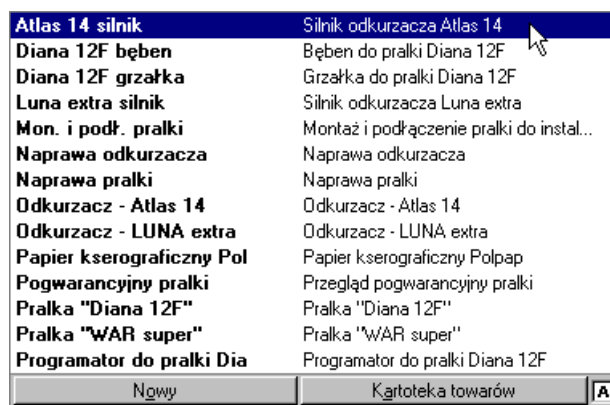 Atlas 14 silnik Silnik odkurzacza Atlas 14
Diana 12F bęben Bęben do pralki Diana 12F
Diana 12F grzałka Grzałka do pralki Diana 12F
Luna extra silnik Silnik odkurzacza Luna extra
Mon. i podł. pralki Montaż i podłączenie pralki do instal...
Naprawa odkurzacza Naprawa odkurzacza
Naprawa pralki Naprawa pralki
Odkurzacz - Atlas 14 Odkurzacz - Atlas 14
Odkurzacz - LUNA extra Odkurzacz - LUNA extra
Papier kserograficzny Pol Papier kserograficzny Polpap
Pogwarancyjny pralki Przegląd pogwarancyjny pralki
Pralka "Diana 12F" Pralka "Diana 12F"
Pralka "WAR super" Pralka "WAR super"
Programator do pralki Dia Programator do pralki Diana 12F
Nowy Kartoteka towarów A